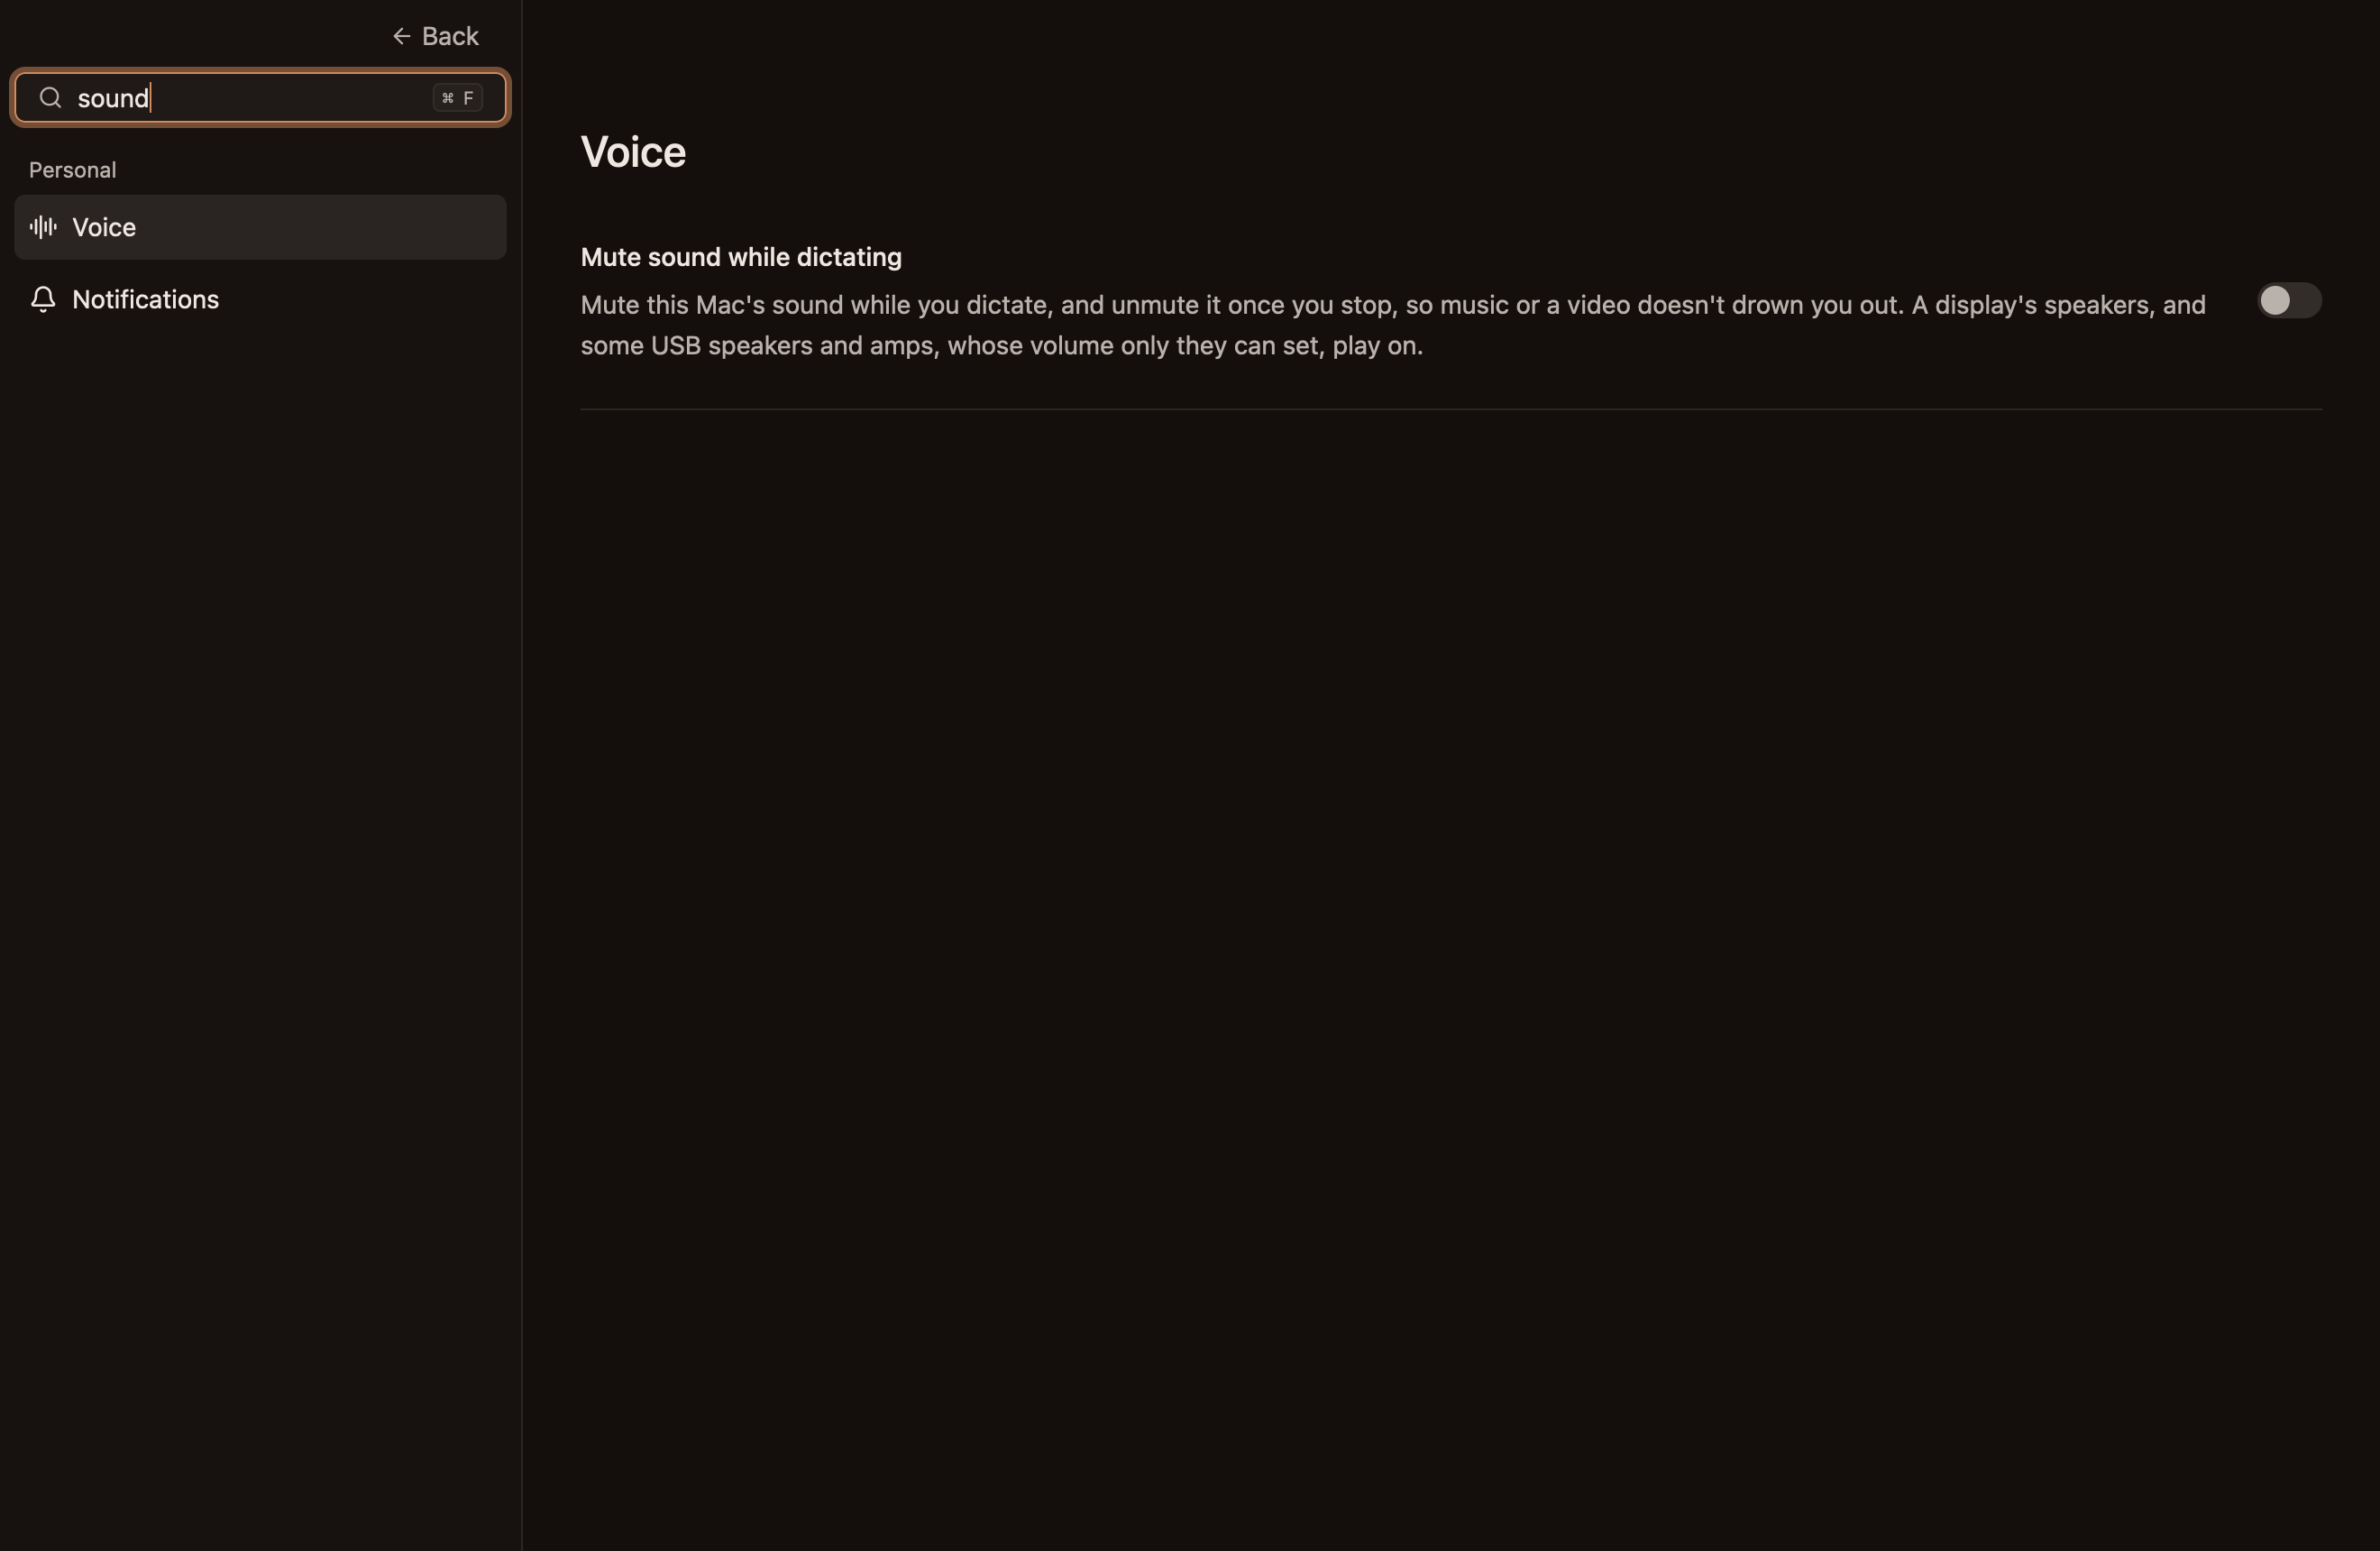 Back
sound
⌘ F
Personal
Voice
Notifications
Voice
Mute sound while dictating
Mute this Mac's sound while you dictate, and unmute it once you stop, so music or a video doesn't drown you out. A display's speakers, and
some USB speakers and amps, whose volume only they can set, play on.